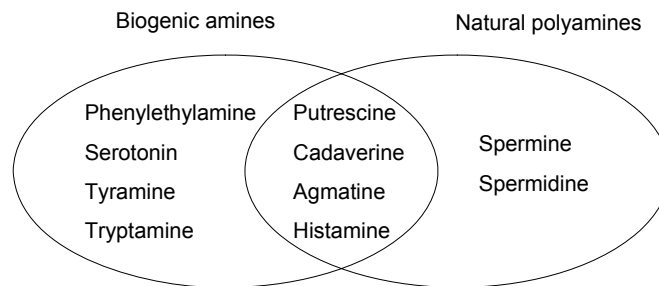 Biogenic amines
Natural polyamines
Phenylethylamine
Serotonin
Tyramine
Tryptamine
Putrescine
Cadaverine
Agmatine
Histamine
Spermine
Spermidine